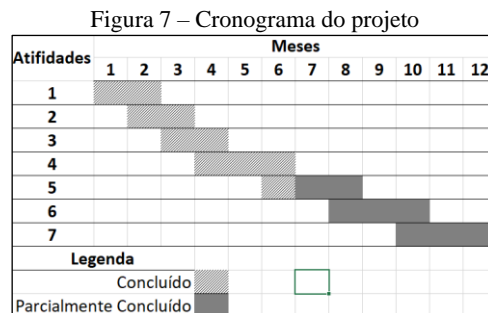 Figura 7 – Cronograma do projeto
Atifidades Meses
1 2 3 4 5 6 7 8 9 10 11 12
1
2
3
4
5
6
7
Legenda
Concluído
Parcialmente Concluído